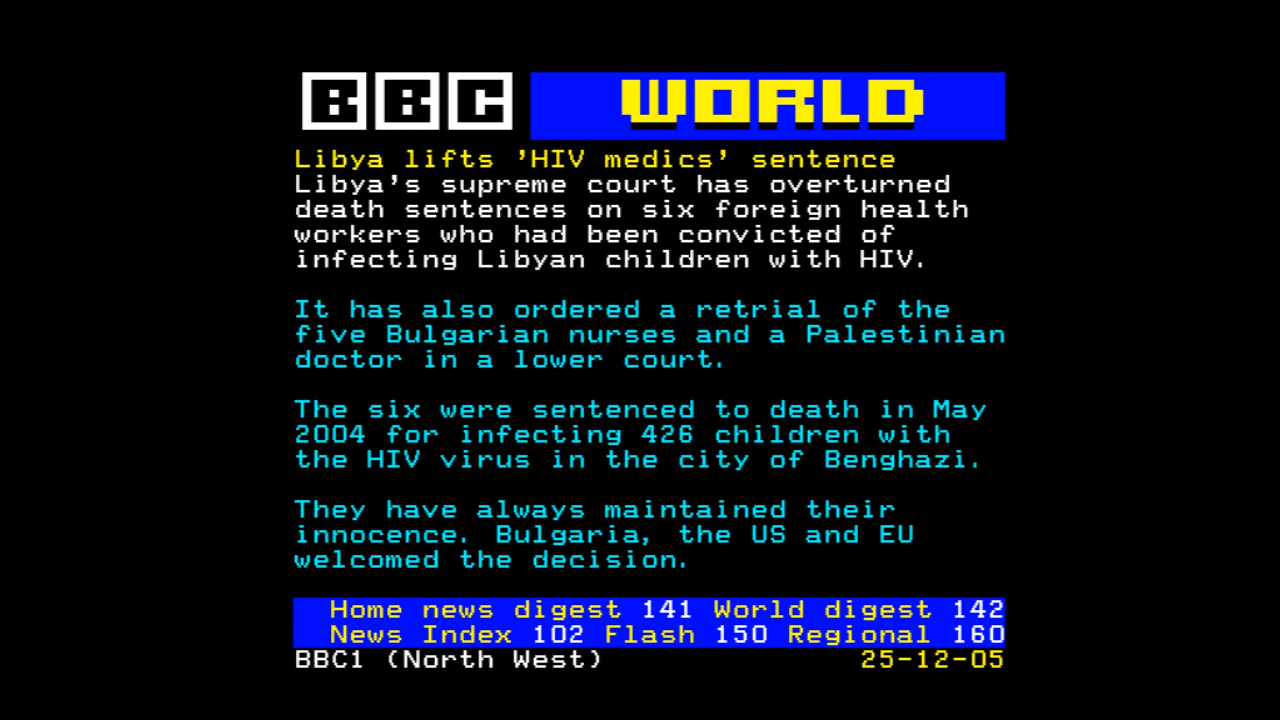 BBC WORLD
Libya lifts 'HIV medics' sentence
Libya's supreme court has overturned
death sentences on six foreign health
workers who had been convicted of
infecting Libyan children with HIV.
It has also ordered a retrial of the
five Bulgarian nurses and a Palestinian
doctor in a lower court.
The six were sentenced to death in May
2004 for infecting 426 children with
the HIV virus in the city of Benghazi.
They have always maintained their
innocence. Bulgaria, the US and EU
welcomed the decision.
Home news digest 141 World digest 142
News Index 102 Flash 150 Regional 160
BBC1 (North West) 25-12-05